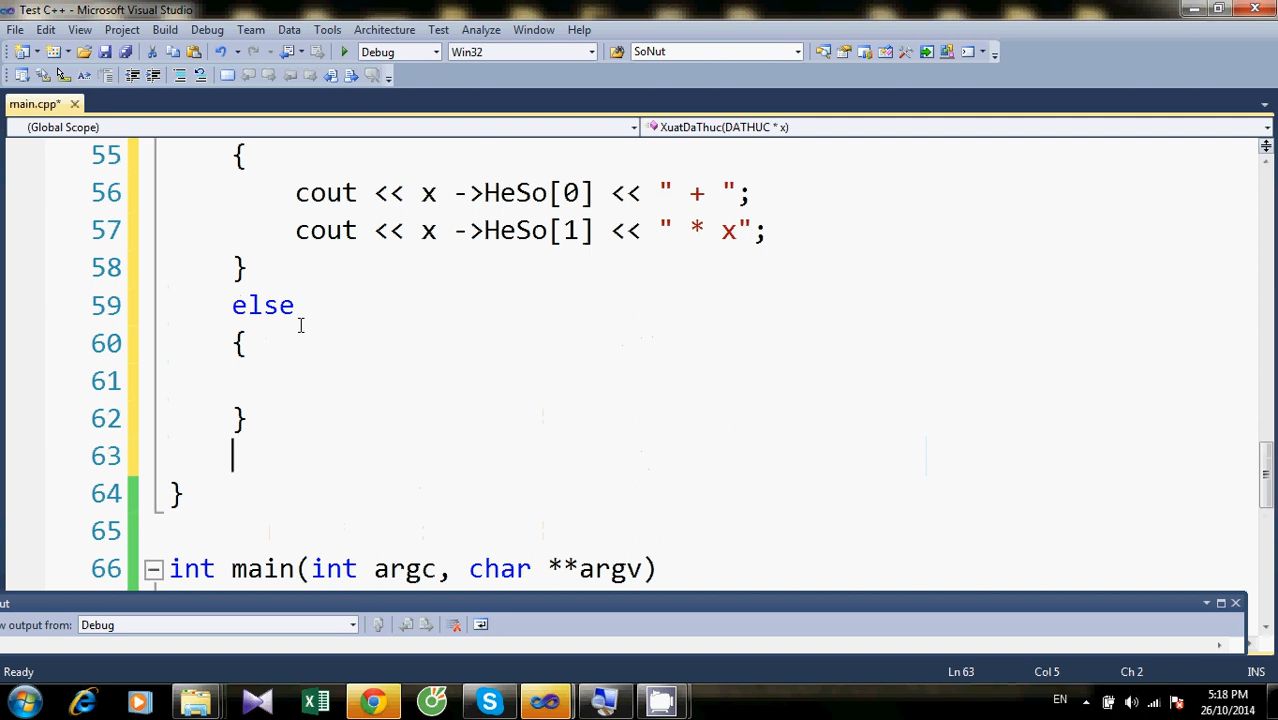 Test C++ - Microsoft Visual Studio
File Edit View Project Build Debug Team Data Tools Architecture Test Analyze Window Help
Debug Win32 SoNut
main.cpp*
(Global Scope) XuatDaThuc(DATHUC * x)
55 {
56 cout << x ->HeSo[0] << " + ";
57 cout << x ->HeSo[1] << " * x";
58 }
59 else
60 {
61
62 }
63
64 }
65
66 int main(int argc, char **argv)
ut
w output from: Debug
Ready Ln 63 Col 5 Ch 2 INS
EN 5:18 PM
26/10/2014